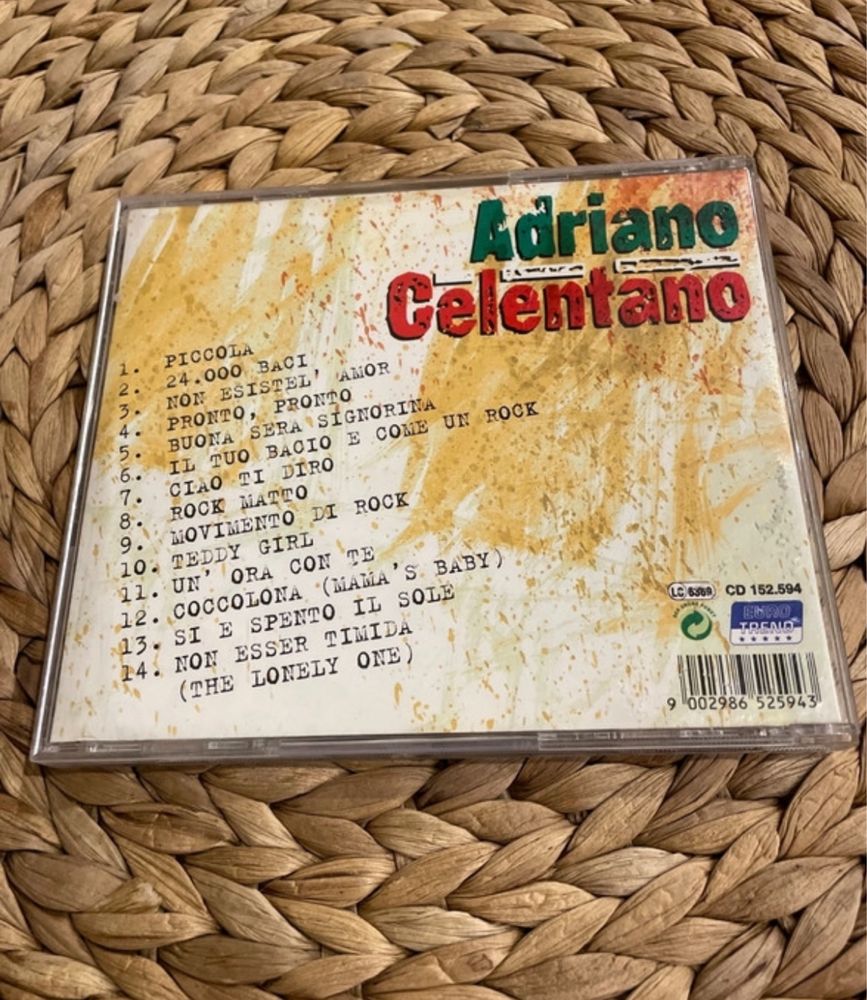 Adriano
Celentano
1. PICCOLA
2. 24.000 BACI
3. NON ESISTEL' AMOR
4. PRONTO, PRONTO
5. BUONA SERA SIGNORINA
6. IL TUO BACIO E COME UN ROCK
7. CIAO TI DIRO
8. ROCK MATTO
9. MOVIMENTO DI ROCK
10. TEDDY GIRL
11. UN' ORA CON TE
12. COCCOLONA (MAMA'S BABY)
13. SI E SPENTO IL SOLE
14. NON ESSER TIMIDA
(THE LONELY ONE)
LC 6369 CD 152.594
EURO
TREND
9 002986 525943